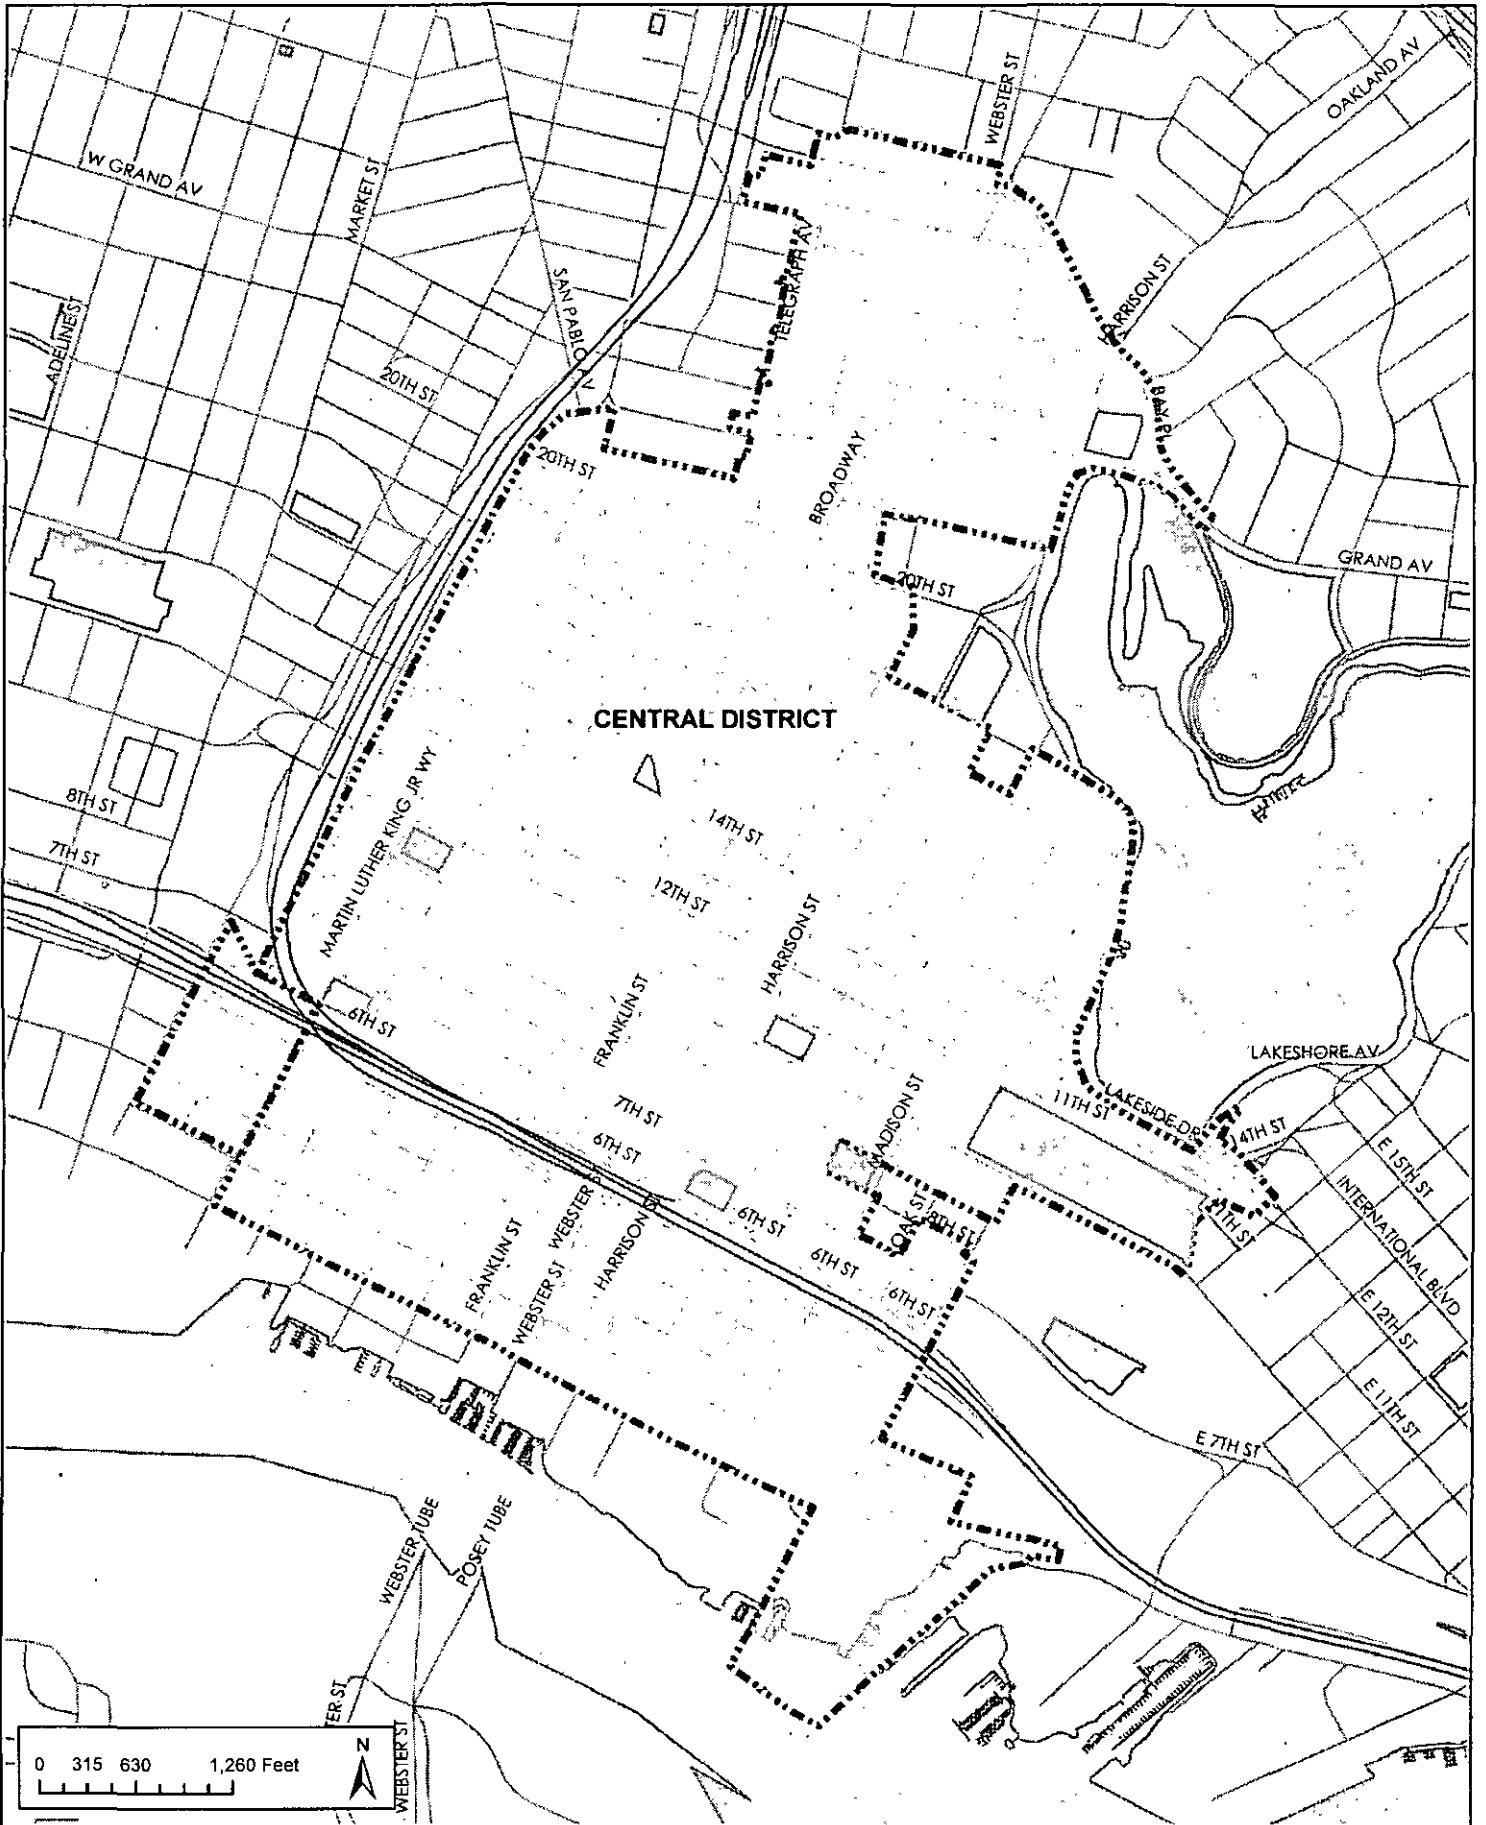 WEBSTER ST
OAKLAND AV
W GRAND AV
MARKET ST
SAN PABLO AV
TELEGRAPH AV
HARRISON ST
ADELINE ST
20TH ST
BAY PL
20TH ST
BROADWAY
GRAND AV
20TH ST
CENTRAL DISTRICT
8TH ST
7TH ST
MARTIN LUTHER KING JR WY
14TH ST
12TH ST
HARRISON ST
FRANKLIN ST
6TH ST
LAKESHORE AV
7TH ST
6TH ST
MADISON ST
11TH ST
LAKESIDE DR
14TH ST
E 15TH ST
INTERNATIONAL BLVD
WEBSTER S
HARRISON ST
6TH ST
OAK ST
8TH ST
11TH ST
FRANKLIN ST
WEBSTER ST
6TH ST
6TH ST
E 12TH ST
E 11TH ST
E 7TH ST
WEBSTER TUBE
POSEY TUBE
TER ST
WEBSTER ST
0 315 630 1,260 Feet
N